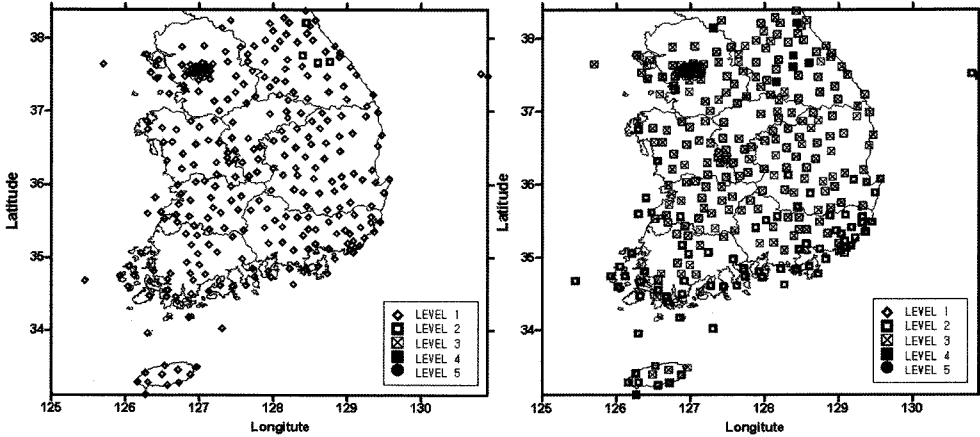 38
37
36
35
34
Latitude
125
126
127
128
129
130
Longitute
LEVEL 1
LEVEL 2
LEVEL 3
LEVEL 4
LEVEL 5
38
37
36
35
34
Latitude
125
126
127
128
129
130
Longitute
LEVEL 1
LEVEL 2
LEVEL 3
LEVEL 4
LEVEL 5